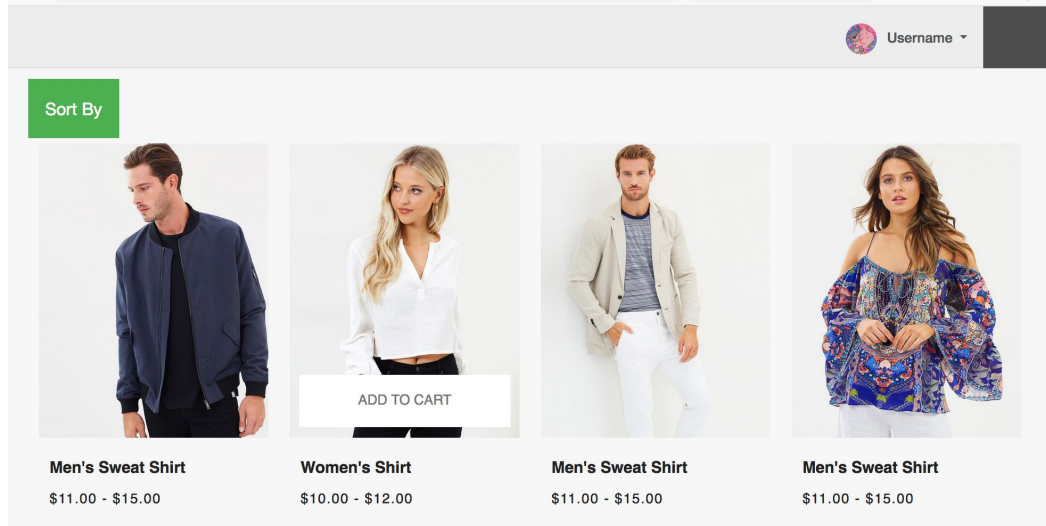 Username
Sort By
ADD TO CART
Men's Sweat Shirt
Women's Shirt
Men's Sweat Shirt
Men's Sweat Shirt
$11.00 - $15.00
$10.00 - $12.00
$11.00 - $15.00
$11.00 - $15.00